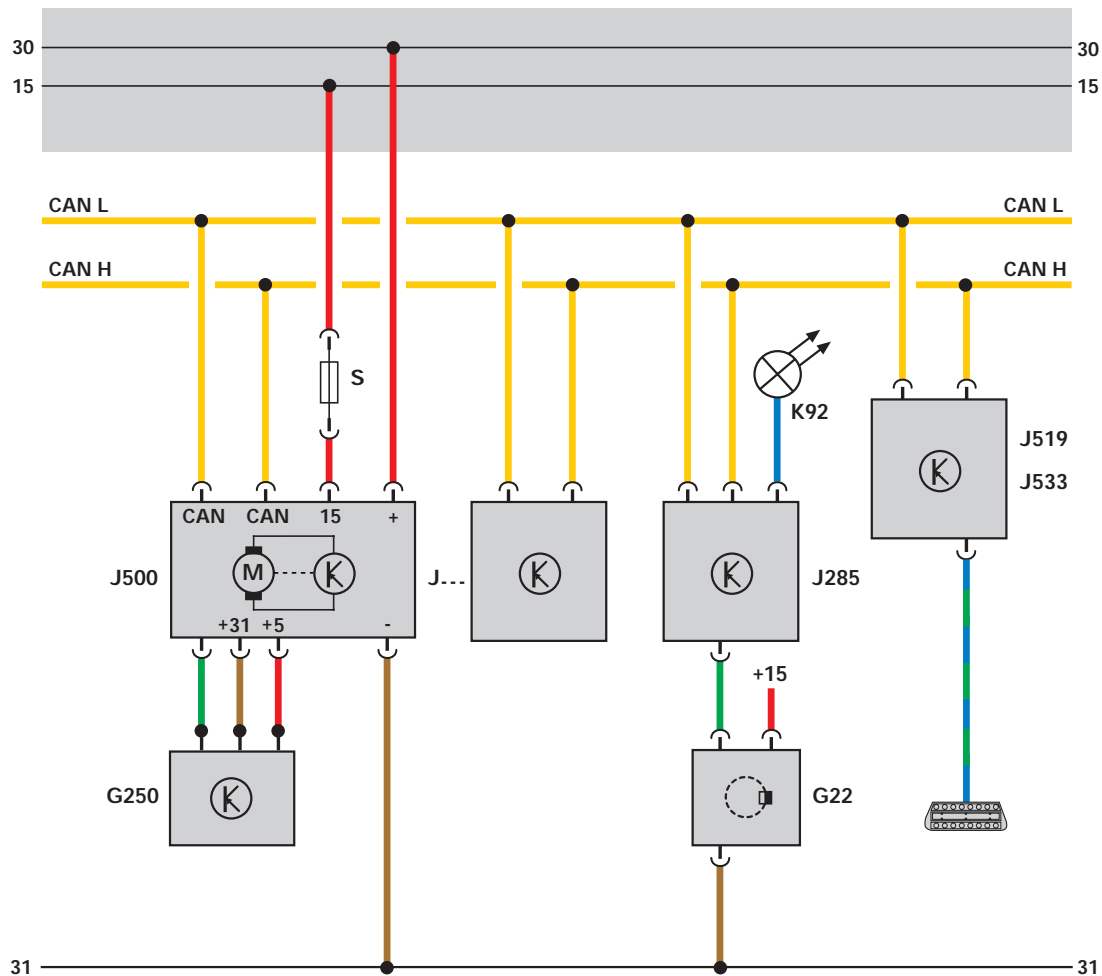 30 30
15 15
CAN L CAN L
CAN H CAN H
S
K92
J519
J533
CAN CAN 15 +
J500 J--- J285
+31 +5 -
+15
G250 G22
31 31
M